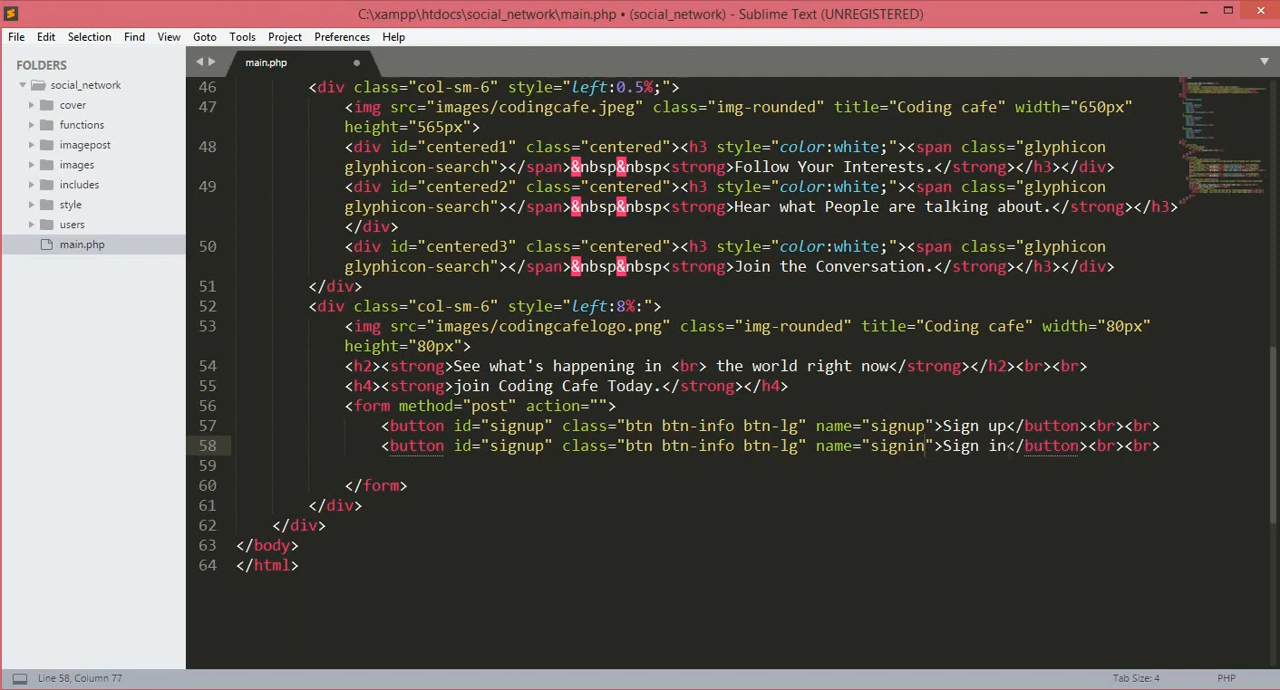 C:\xampp\htdocs\social_network\main.php • (social_network) - Sublime Text (UNREGISTERED)
File Edit Selection Find View Goto Tools Project Preferences Help
FOLDERS
social_network
cover
functions
imagepost
images
includes
style
users
main.php
main.php
46 <div class="col-sm-6" style="left:0.5%;">
47 <img src="images/codingcafe.jpeg" class="img-rounded" title="Coding cafe" width="650px"
height="565px">
48 <div id="centered1" class="centered"><h3 style="color:white;"><span class="glyphicon
glyphicon-search"></span>&nbsp&nbsp<strong>Follow Your Interests.</strong></h3></div>
49 <div id="centered2" class="centered"><h3 style="color:white;"><span class="glyphicon
glyphicon-search"></span>&nbsp&nbsp<strong>Hear what People are talking about.</strong></h3>
</div>
50 <div id="centered3" class="centered"><h3 style="color:white;"><span class="glyphicon
glyphicon-search"></span>&nbsp&nbsp<strong>Join the Conversation.</strong></h3></div>
51 </div>
52 <div class="col-sm-6" style="left:8%:">
53 <img src="images/codingcafelogo.png" class="img-rounded" title="Coding cafe" width="80px"
height="80px">
54 <h2><strong>See what's happening in <br> the world right now</strong></h2><br><br>
55 <h4><strong>join Coding Cafe Today.</strong></h4>
56 <form method="post" action="">
57 <button id="signup" class="btn btn-info btn-lg" name="signup">Sign up</button><br><br>
58 <button id="signup" class="btn btn-info btn-lg" name="signin">Sign in</button><br><br>
59
60 </form>
61 </div>
62 </div>
63 </body>
64 </html>
Line 58, Column 77
Tab Size: 4
PHP